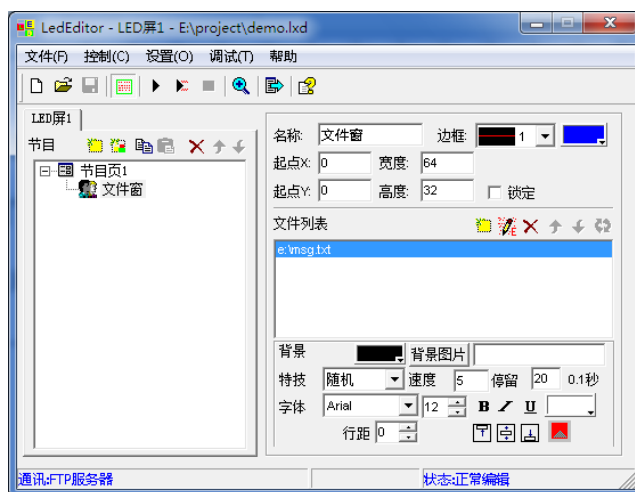 LedEditor - LED屏1 - E:\project\demo.lxd
文件(F) 控制(C) 设置(O) 调试(T) 帮助
LED屏1
节目
节目页1
文件窗
名称: 文件窗 边框: 1
起点X: 0 宽度: 64
起点Y: 0 高度: 32 锁定
文件列表
e:\msg.txt
背景 背景图片
特技 随机 速度 5 停留 20 0.1秒
字体 Arial 12 B I U
行距 0
通讯:FTP服务器 状态:正常编辑